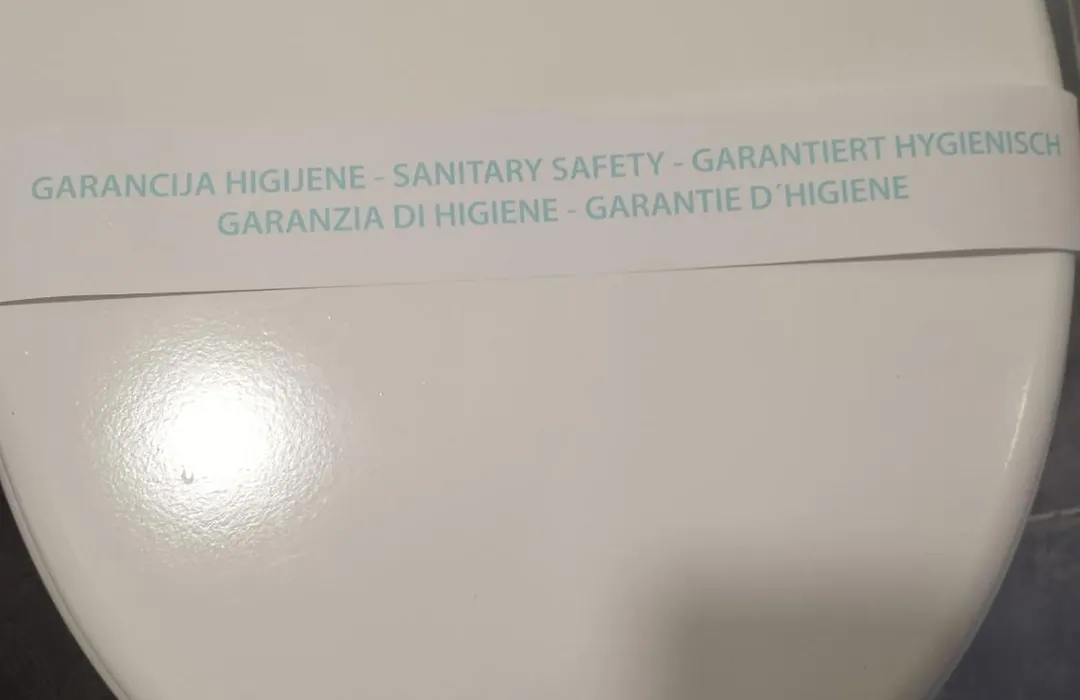 GARANCIJA HIGIJENE - SANITARY SAFETY - GARANTIERT HYGIENISCH
GARANZIA DI HIGIENE - GARANTIE D´HIGIENE